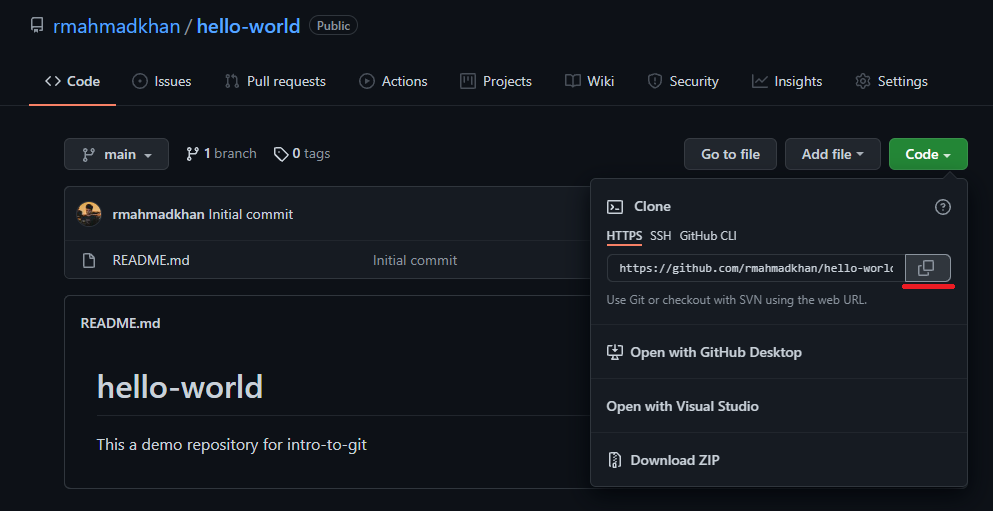 rmahmadkhan / hello-world Public
Code Issues Pull requests Actions Projects Wiki Security Insights Settings
main 1 branch 0 tags Go to file Add file Code
rmahmadkhan Initial commit
README.md Initial commit
README.md
hello-world
This a demo repository for intro-to-git
Clone
HTTPS SSH GitHub CLI
https://github.com/rmahmadkhan/hello-worl
Use Git or checkout with SVN using the web URL.
Open with GitHub Desktop
Open with Visual Studio
Download ZIP